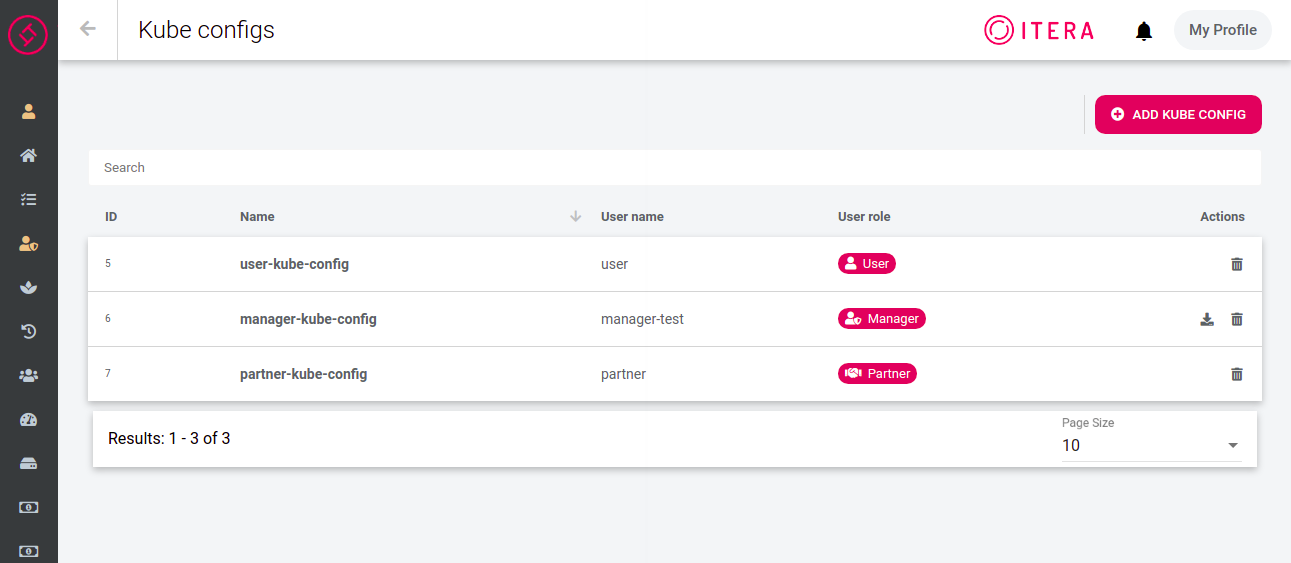 Kube configs
ITERA
My Profile
ADD KUBE CONFIG
Search
ID Name User name User role Actions
5 user-kube-config user User
6 manager-kube-config manager-test Manager
7 partner-kube-config partner Partner
Results: 1 - 3 of 3
Page Size
10